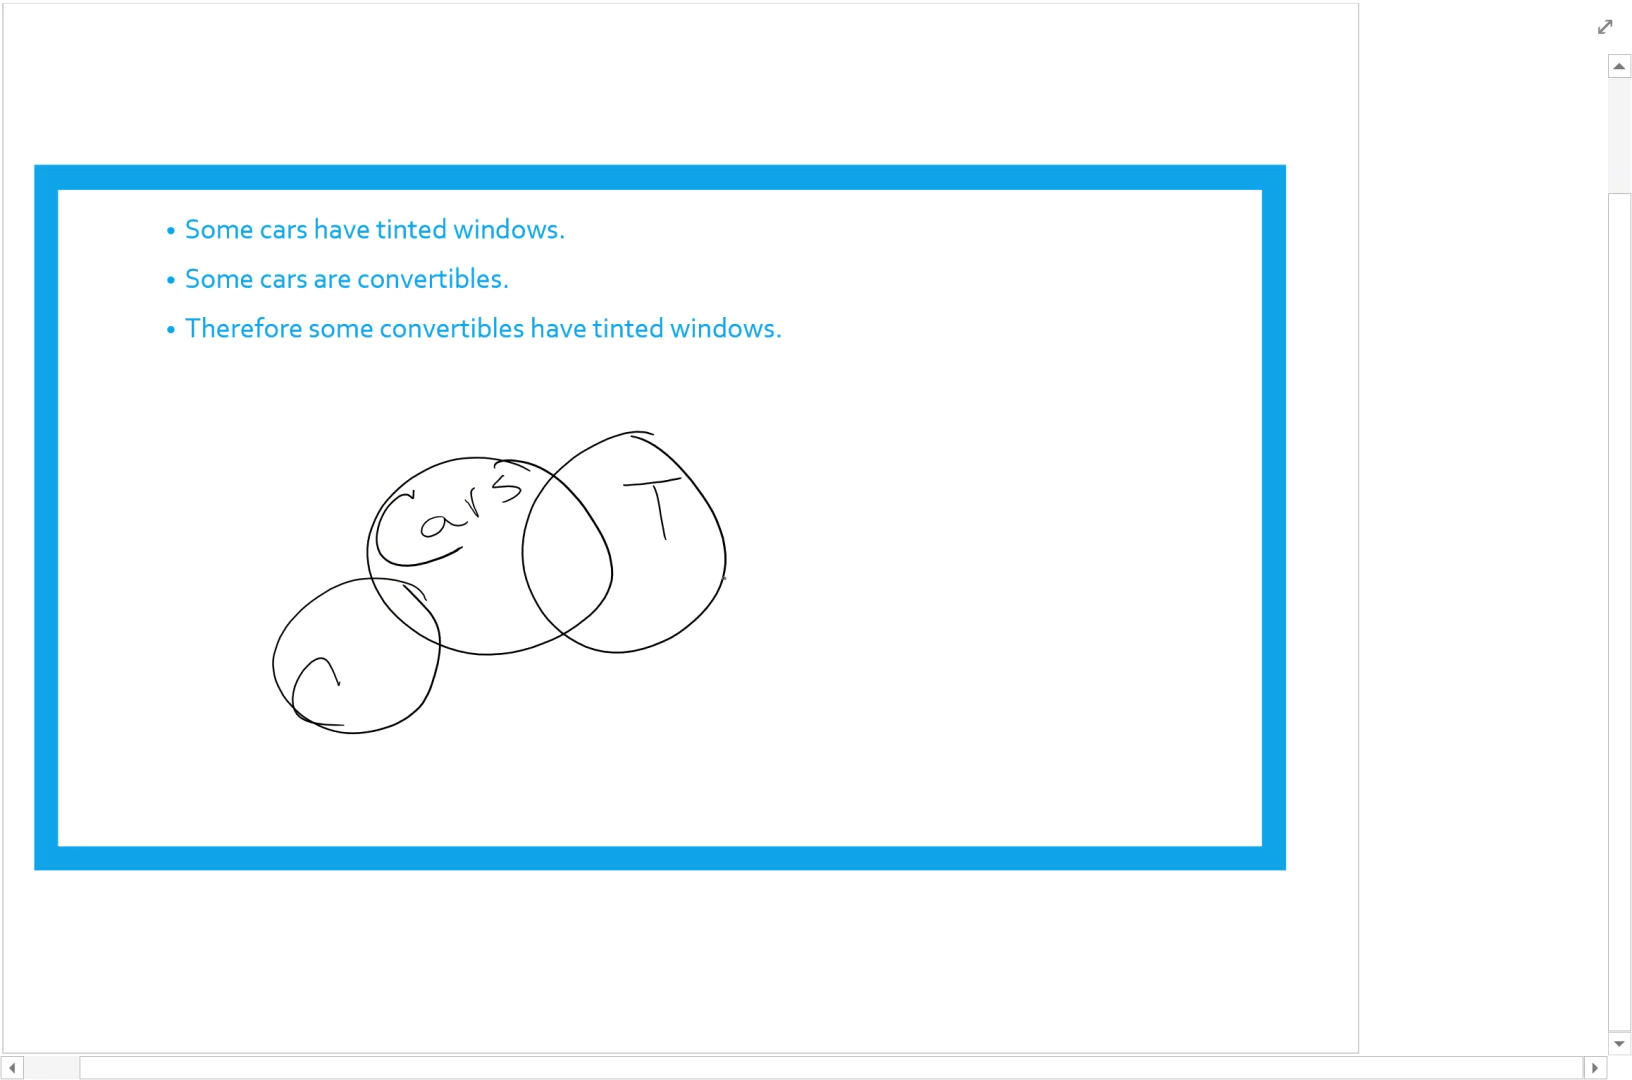 • Some cars have tinted windows.
• Some cars are convertibles.
• Therefore some convertibles have tinted windows.
Cars
T
C